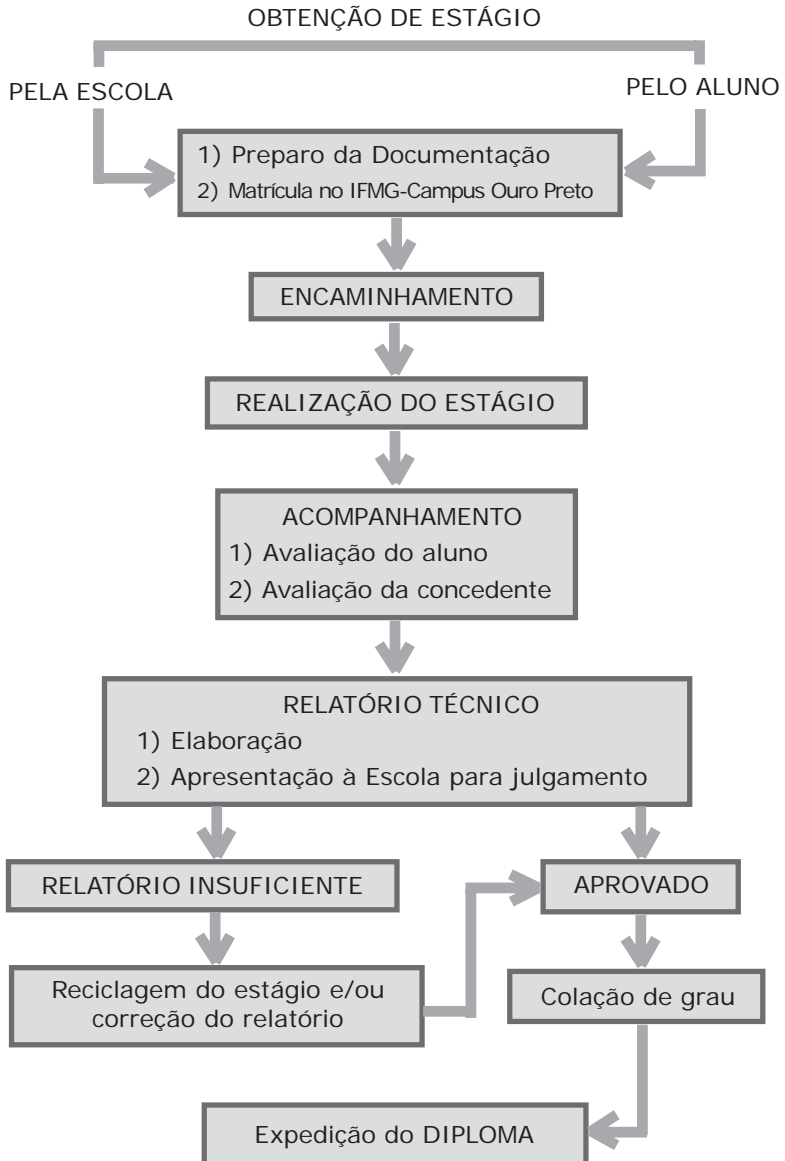 OBTENÇÃO DE ESTÁGIO
PELA ESCOLA
PELO ALUNO
1) Preparo da Documentação
2) Matrícula no IFMG-Campus Ouro Preto
ENCAMINHAMENTO
REALIZAÇÃO DO ESTÁGIO
ACOMPANHAMENTO
1) Avaliação do aluno
2) Avaliação da concedente
RELATÓRIO TÉCNICO
1) Elaboração
2) Apresentação à Escola para julgamento
RELATÓRIO INSUFICIENTE
APROVADO
Reciclagem do estágio e/ou
correção do relatório
Colação de grau
Expedição do DIPLOMA